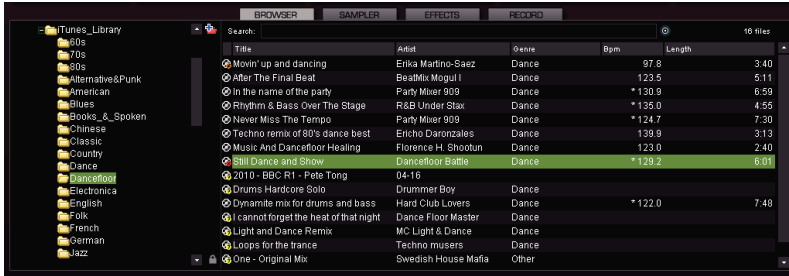 BROWSER SAMPLER EFFECTS RECORD
Search: 16 files
iTunes_Library
60s
70s
80s
Alternative&Punk
American
Blues
Books_&_Spoken
Chinese
Classic
Country
Dance
Dancefloor
Electronica
English
Folk
French
German
Jazz
Title Artist Genre Bpm Length
Movin' up and dancing Erika Martino-Saez Dance 97.8 3:40
After The Final Beat BeatMix Mogul I Dance 123.5 5:11
In the name of the party Party Mixer 909 Dance * 130.9 6:59
Rhythm & Bass Over The Stage R&B Under Stax Dance * 135.0 4:55
Never Miss The Tempo Party Mixer 909 Dance * 124.7 7:30
Techno remix of 80's dance best Ericho Daronzales Dance 139.9 3:13
Music And Dancefloor Healing Florence H. Shootun Dance 123.0 2:40
Still Dance and Show Dancefloor Battle Dance * 129.2 6:01
2010 - BBC R1 - Pete Tong 04-16
Drums Hardcore Solo Drummer Boy Dance
Dynamite mix for drums and bass Hard Club Lovers Dance * 122.0 7:48
I cannot forget the heat of that night Dance Floor Master Dance
Light and Dance Remix MC Light & Dance Dance
Loops for the trance Techno musers Dance
One - Original Mix Swedish House Mafia Other